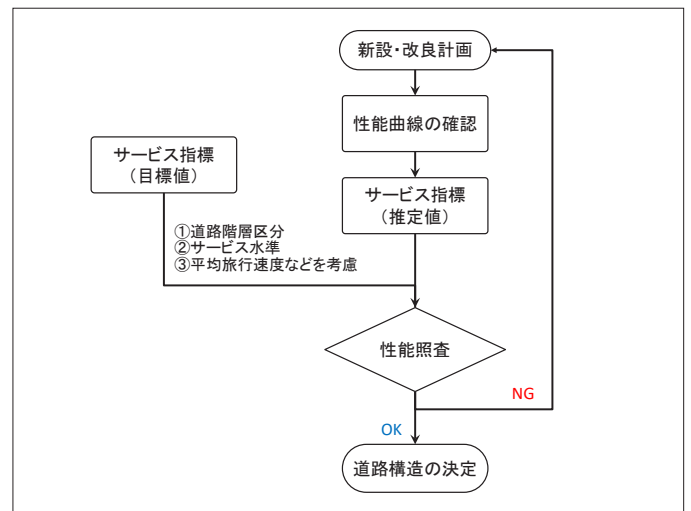 新設・改良計画
性能曲線の確認
サービス指標
（目標値）
サービス指標
（推定値）
①道路階層区分
②サービス水準
③平均旅行速度などを考慮
性能照査
NG
OK
道路構造の決定